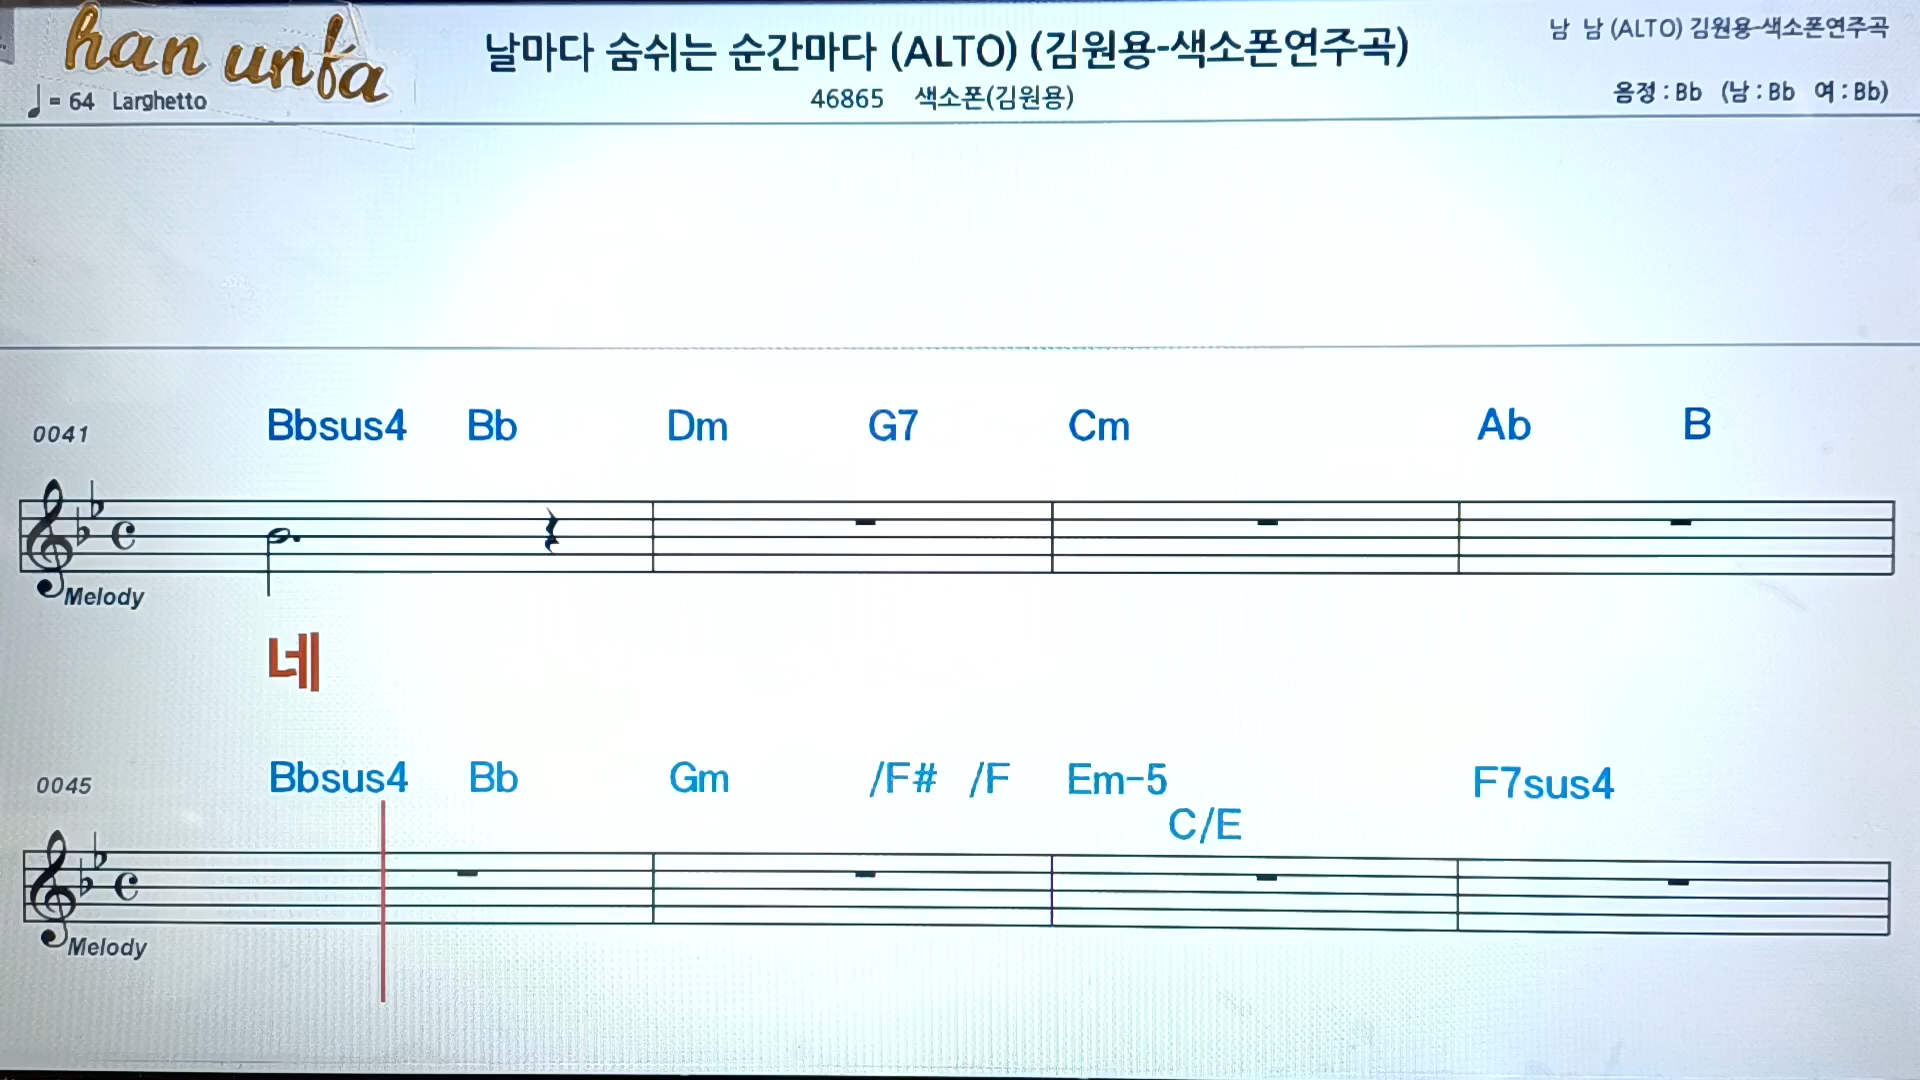 han unfa
날마다 숨쉬는 순간마다 (ALTO) (김원용-색소폰연주곡)
남 남 (ALTO) 김원용-색소폰연주곡
♩= 64 Larghetto
46865 색소폰(김원용)
음정 : Bb (남 : Bb 여 : Bb)
0041 Bbsus4 Bb Dm G7 Cm Ab B
Melody
네
0045 Bbsus4 Bb Gm /F# /F Em-5 F7sus4
C/E
Melody